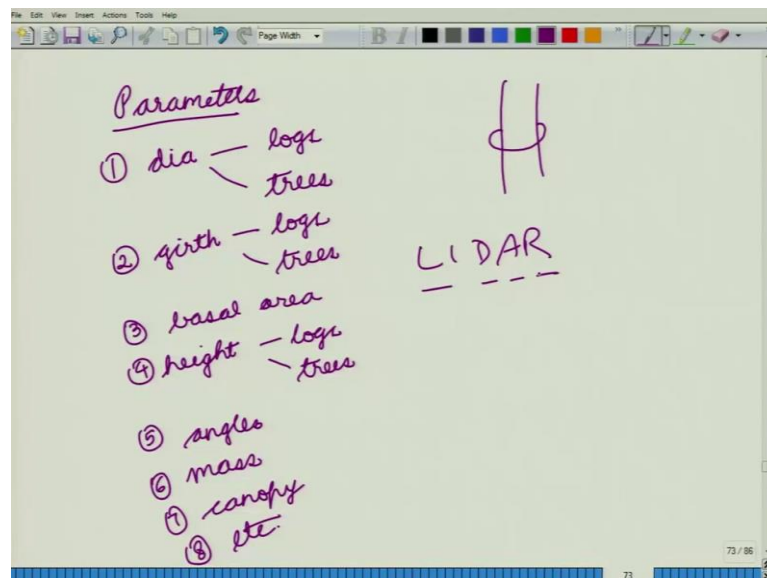 File Edit View Insert Actions Tools Help
Page Width
B I
Parameters
① dia — logs
trees
② girth — logs
trees
③ basal area
④ height — logs
trees
⑤ angles
⑥ mass
⑦ canopy
⑧ etc.
LIDAR
73 / 86
73